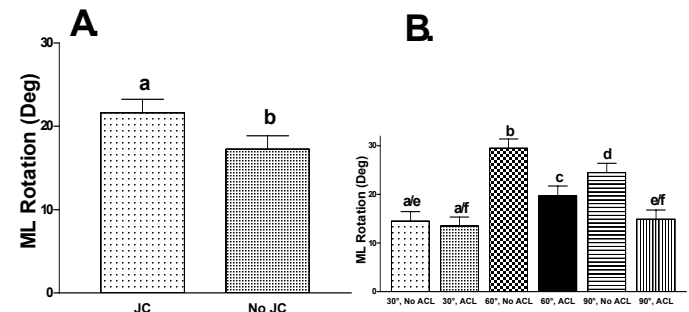 A.
ML Rotation (Deg)
30
20
10
0
a
b
JC
No JC
B.
ML Rotation (Deg)
30
20
10
0
a/e
a/f
b
c
d
e/f
30°, No ACL
30°, ACL
60°, No ACL
60°, ACL
90°, No ACL
90°, ACL